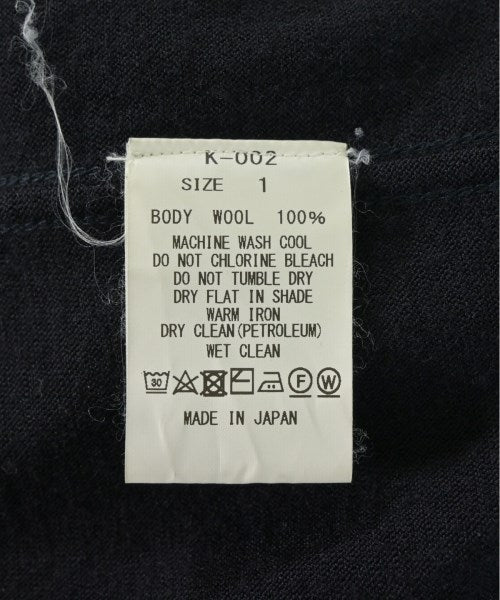 K-002
SIZE 1
BODY WOOL 100%
MACHINE WASH COOL
DO NOT CHLORINE BLEACH
DO NOT TUMBLE DRY
DRY FLAT IN SHADE
WARM IRON
DRY CLEAN(PETROLEUM)
WET CLEAN
30 F W
MADE IN JAPAN